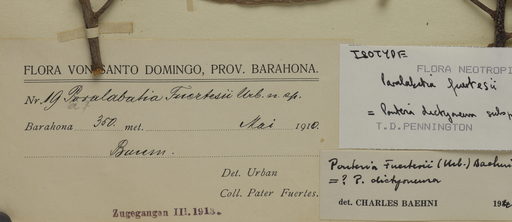 FLORA VON SANTO DOMINGO, PROV. BARAHONA.
Nr. 19 Paralabatia Fuertesii Urb. n. sp.
Barahona 350 met. Mai 1910.
Baum.
Det. Urban
Coll. Pater Fuertes.
Zugegangen III. 1913.
ISOTYPE
FLORA NEOTROPI
Paralabatia fuertesii
= Pouteria dictyoneura subsp
T.D. PENNINGTON
Pouteria Fuertesii (Urb.) Baehni
= ? P. dictyoneura
det. CHARLES BAEHNI